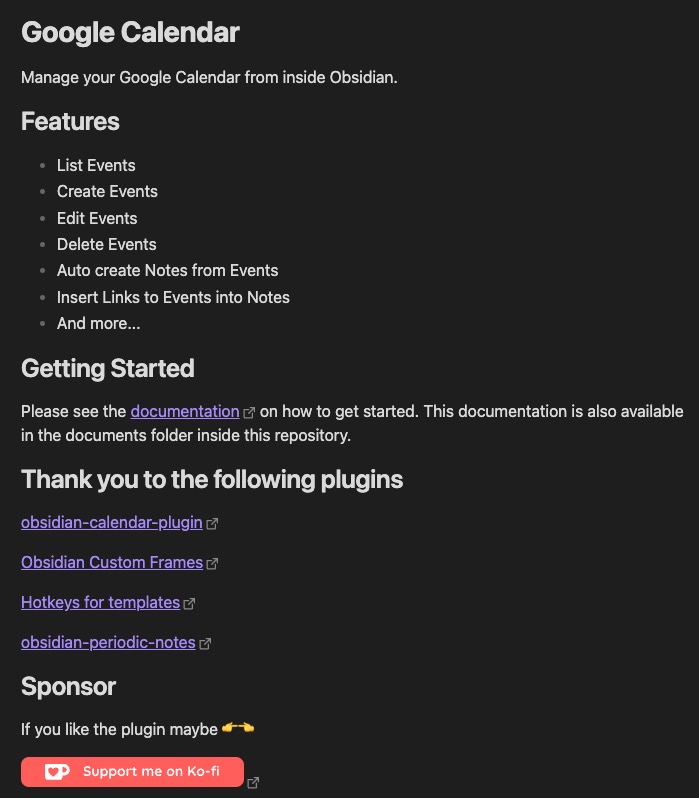 Google Calendar
Manage your Google Calendar from inside Obsidian.
Features
List Events
Create Events
Edit Events
Delete Events
Auto create Notes from Events
Insert Links to Events into Notes
And more...
Getting Started
Please see the documentation on how to get started. This documentation is also available
in the documents folder inside this repository.
Thank you to the following plugins
obsidian-calendar-plugin
Obsidian Custom Frames
Hotkeys for templates
obsidian-periodic-notes
Sponsor
If you like the plugin maybe 👉👈
Support me on Ko-fi